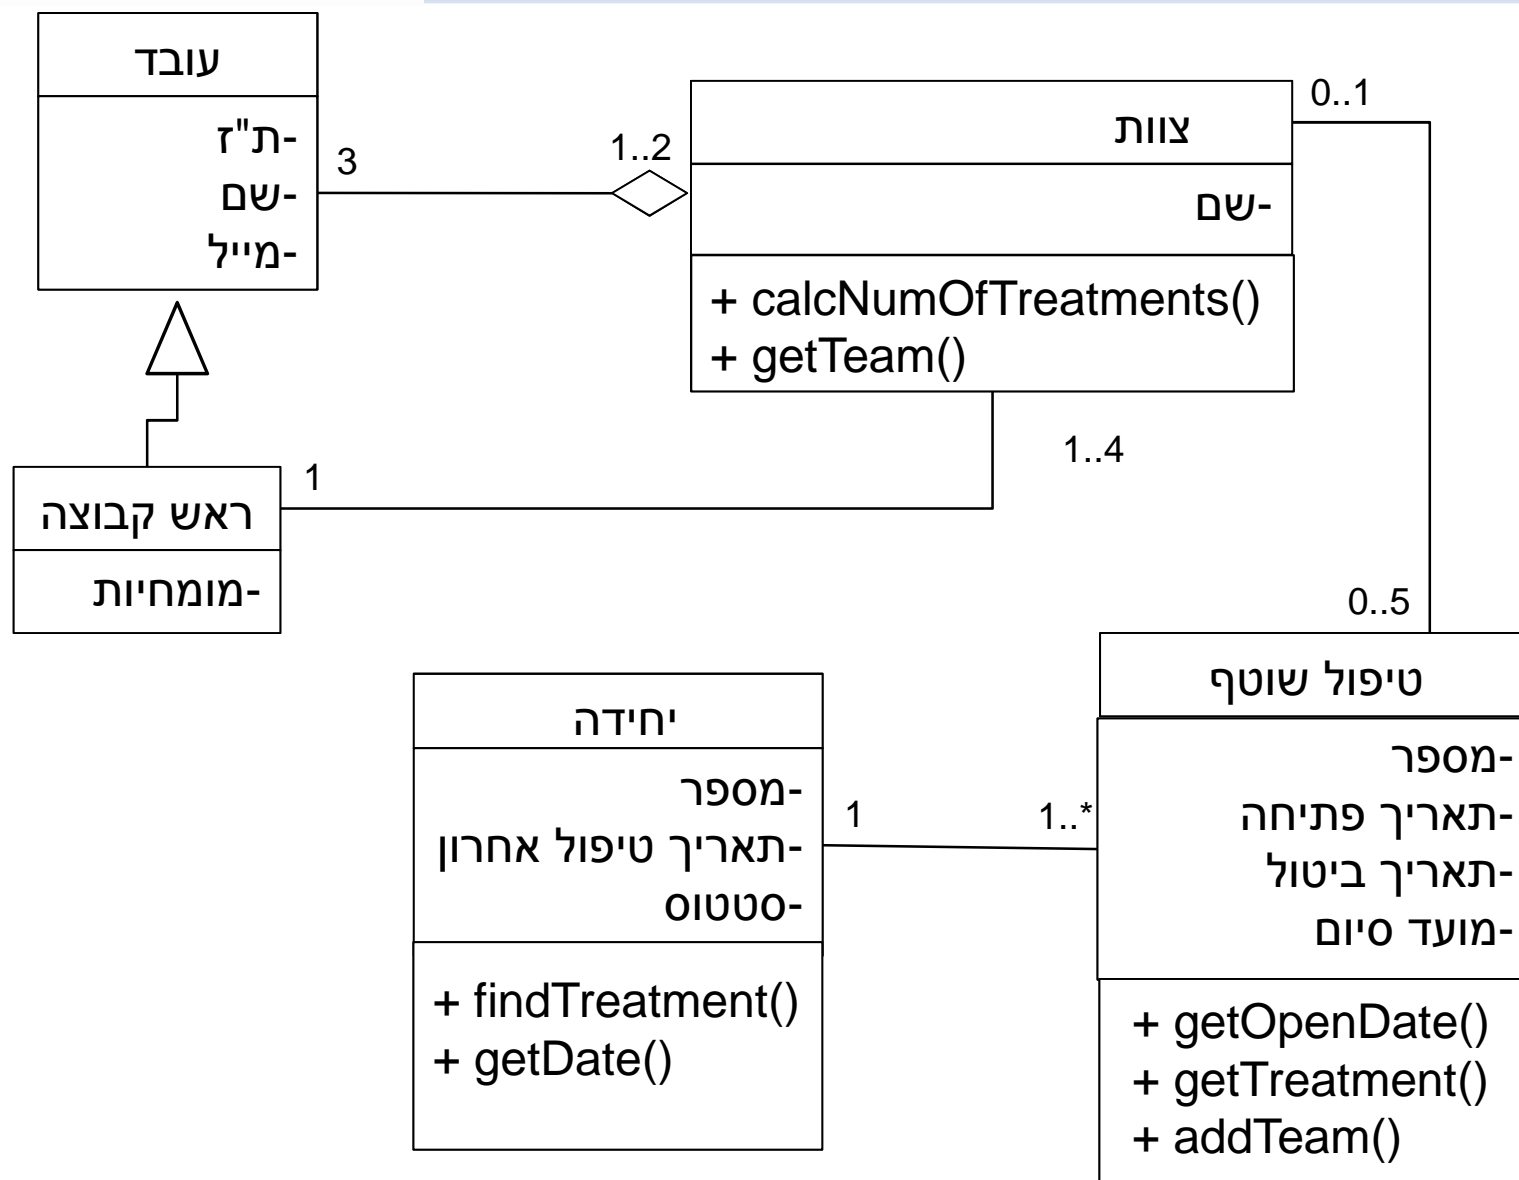 עובד
-ת"ז
-שם
-מייל
3
1..2
צוות
-שם
+ calcNumOfTreatments()
+ getTeam()
0..1
1..4
1
ראש קבוצה
-מומחיות
0..5
יחידה
-מספר
-תאריך טיפול אחרון
-סטטוס
+ findTreatment()
+ getDate()
1
1..*
טיפול שוטף
-מספר
-תאריך פתיחה
-תאריך ביטול
-מועד סיום
+ getOpenDate()
+ getTreatment()
+ addTeam()